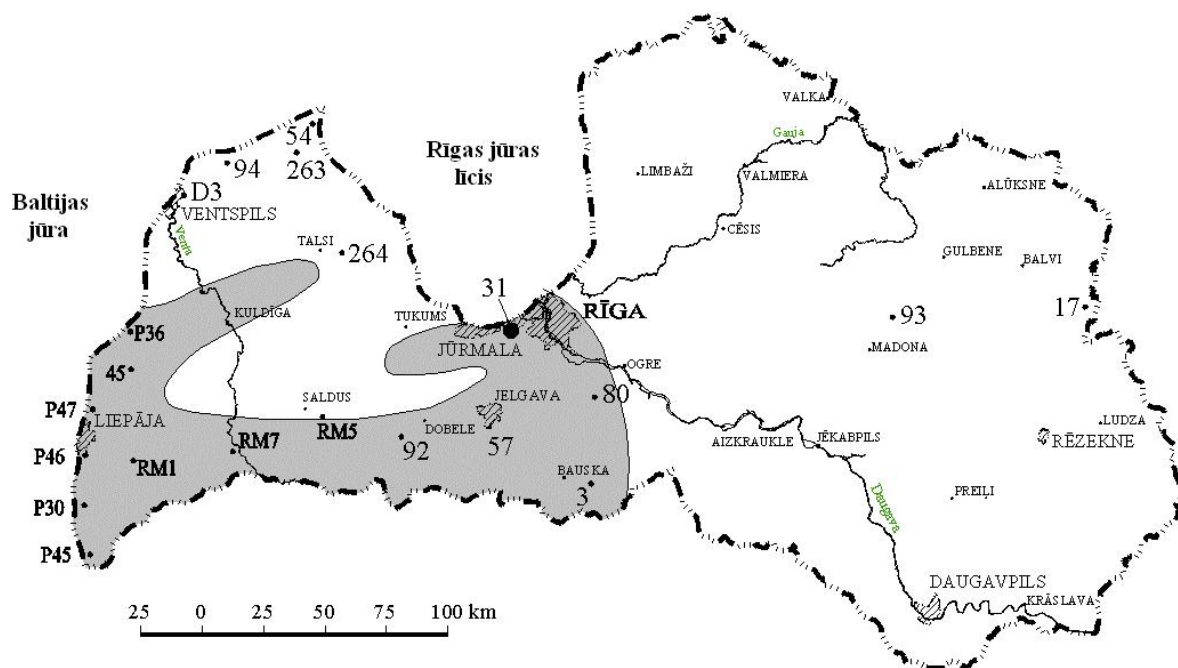 VALKA
54
94
263
Rīgas jūras
līcis
Gauja
LIMBAŽI
VALMIERA
ALŪKSNE
Baltijas
jūra
D3
VENTSPILS
Venta
TALSI
264
CĒSIS
GULBENE
BALVI
31
RĪGA
17
93
KULDĪGA
P36
TUKUMS
JŪRMALA
MADONA
OGRE
45
80
P47
LIEPĀJA
SALDUS
RM5
JELGAVA
DOBELE
92
57
AIZKRAUKLE
JĒKABPILS
LUDZA
RĒZEKNE
P46
RM1
RM7
BAUSKA
3
PREIĻI
P30
Daugava
P45
DAUGAVPILS
KRĀSLAVA
25 0 25 50 75 100 km